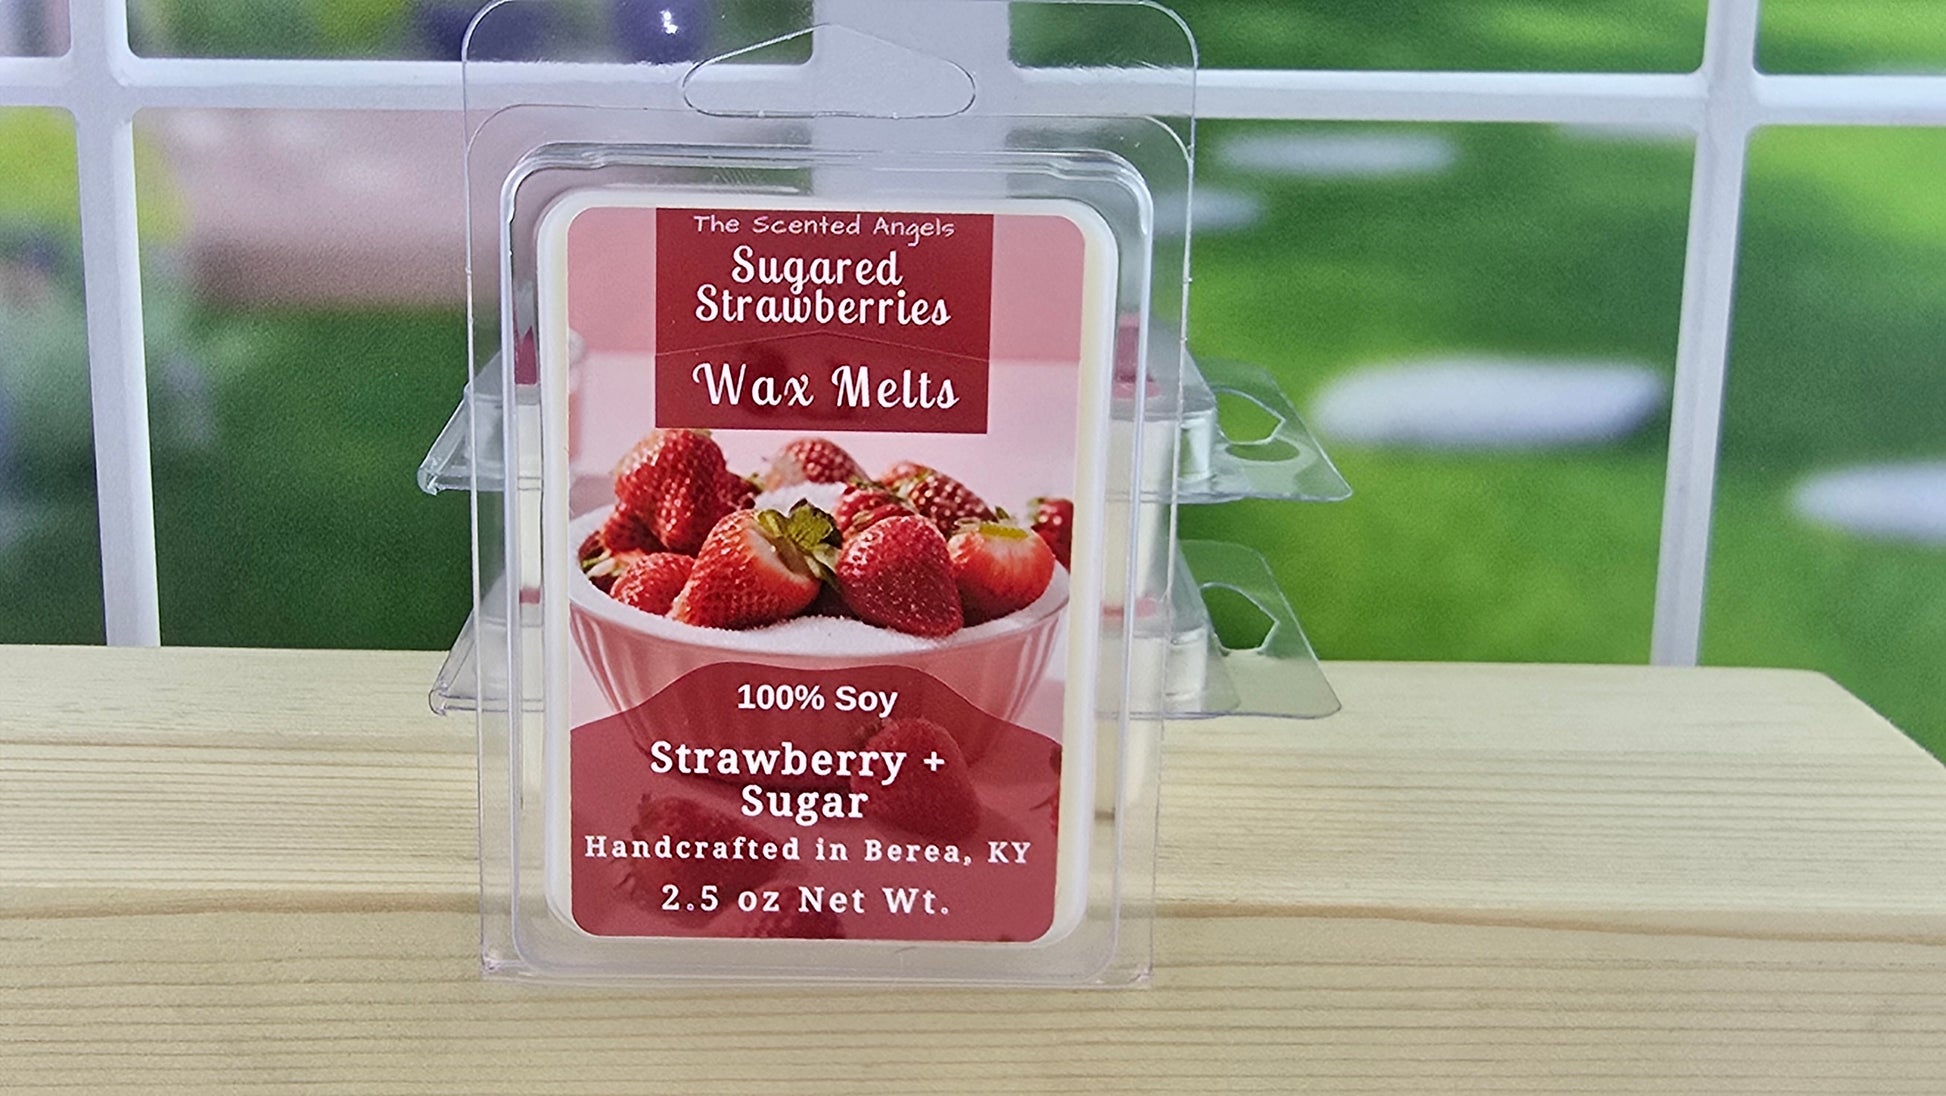 The Scented Angels
Sugared
Strawberries
Wax Melts
100% Soy
Strawberry +
Sugar
Handcrafted in Berea, KY
2.5 oz Net Wt.